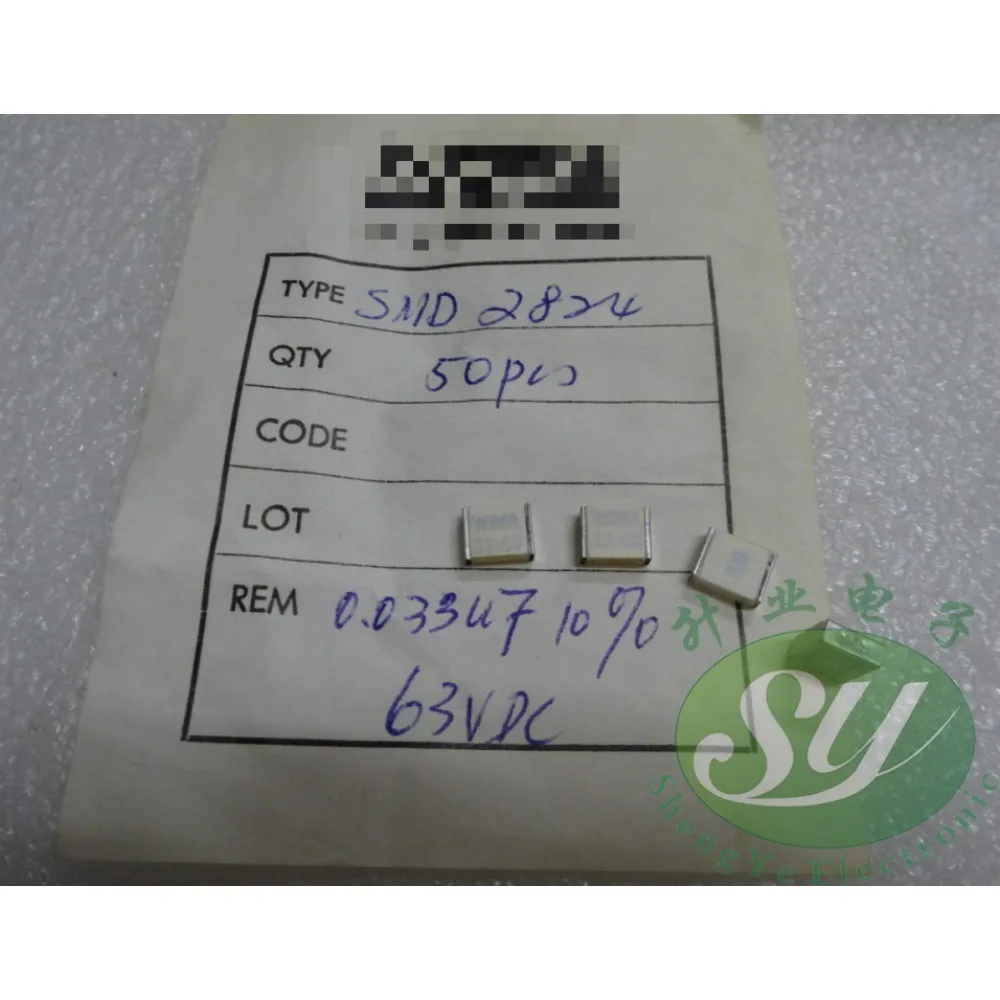 TYPE SMD 2824
QTY 50pcs
CODE
LOT
REM 0.033uF 10%
63VDC
升业电子
SY
ShengYe Electronic